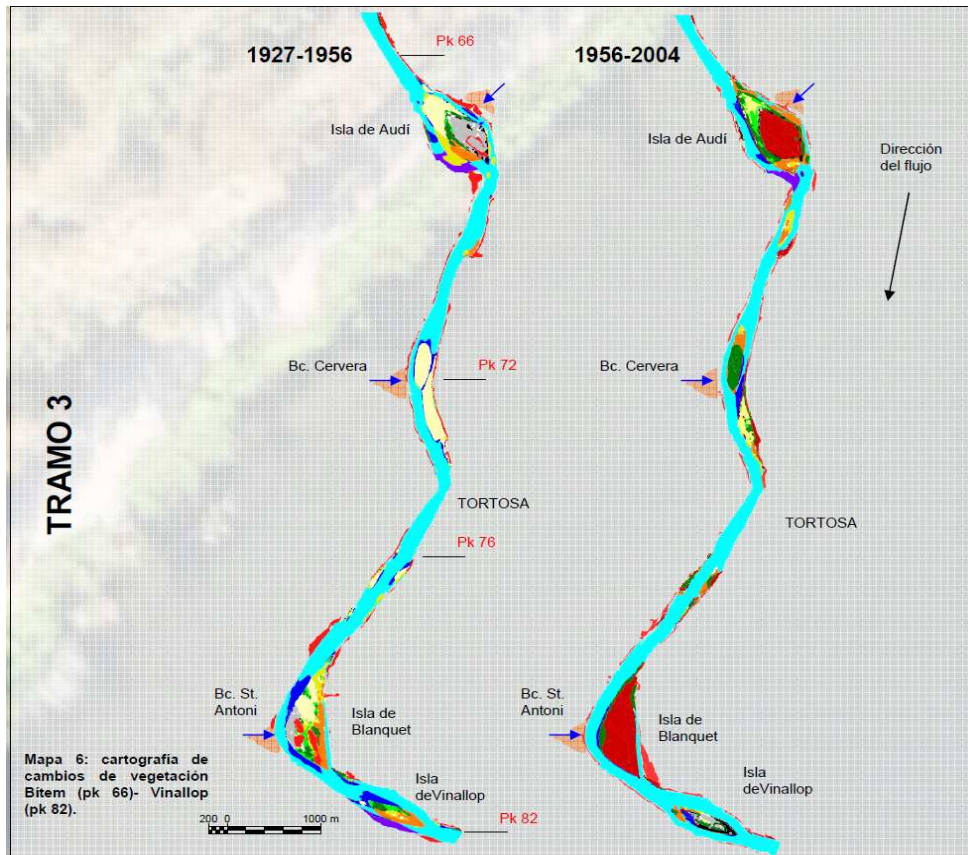 1927-1956
Pk 66
1956-2004
Isla de Audí
Isla de Audí
Dirección
del flujo
Bc. Cervera
Pk 72
Bc. Cervera
TRAMO 3
TORTOSA
TORTOSA
Pk 76
Bc. St.
Antoni
Isla de
Blanquet
Bc. St.
Antoni
Isla de
Blanquet
Mapa 6: cartografía de
cambios de vegetación
Bítem (pk 66)- Vinallop
(pk 82).
Isla
deVinallop
Isla
deVinallop
Pk 82
200 0 1000 m